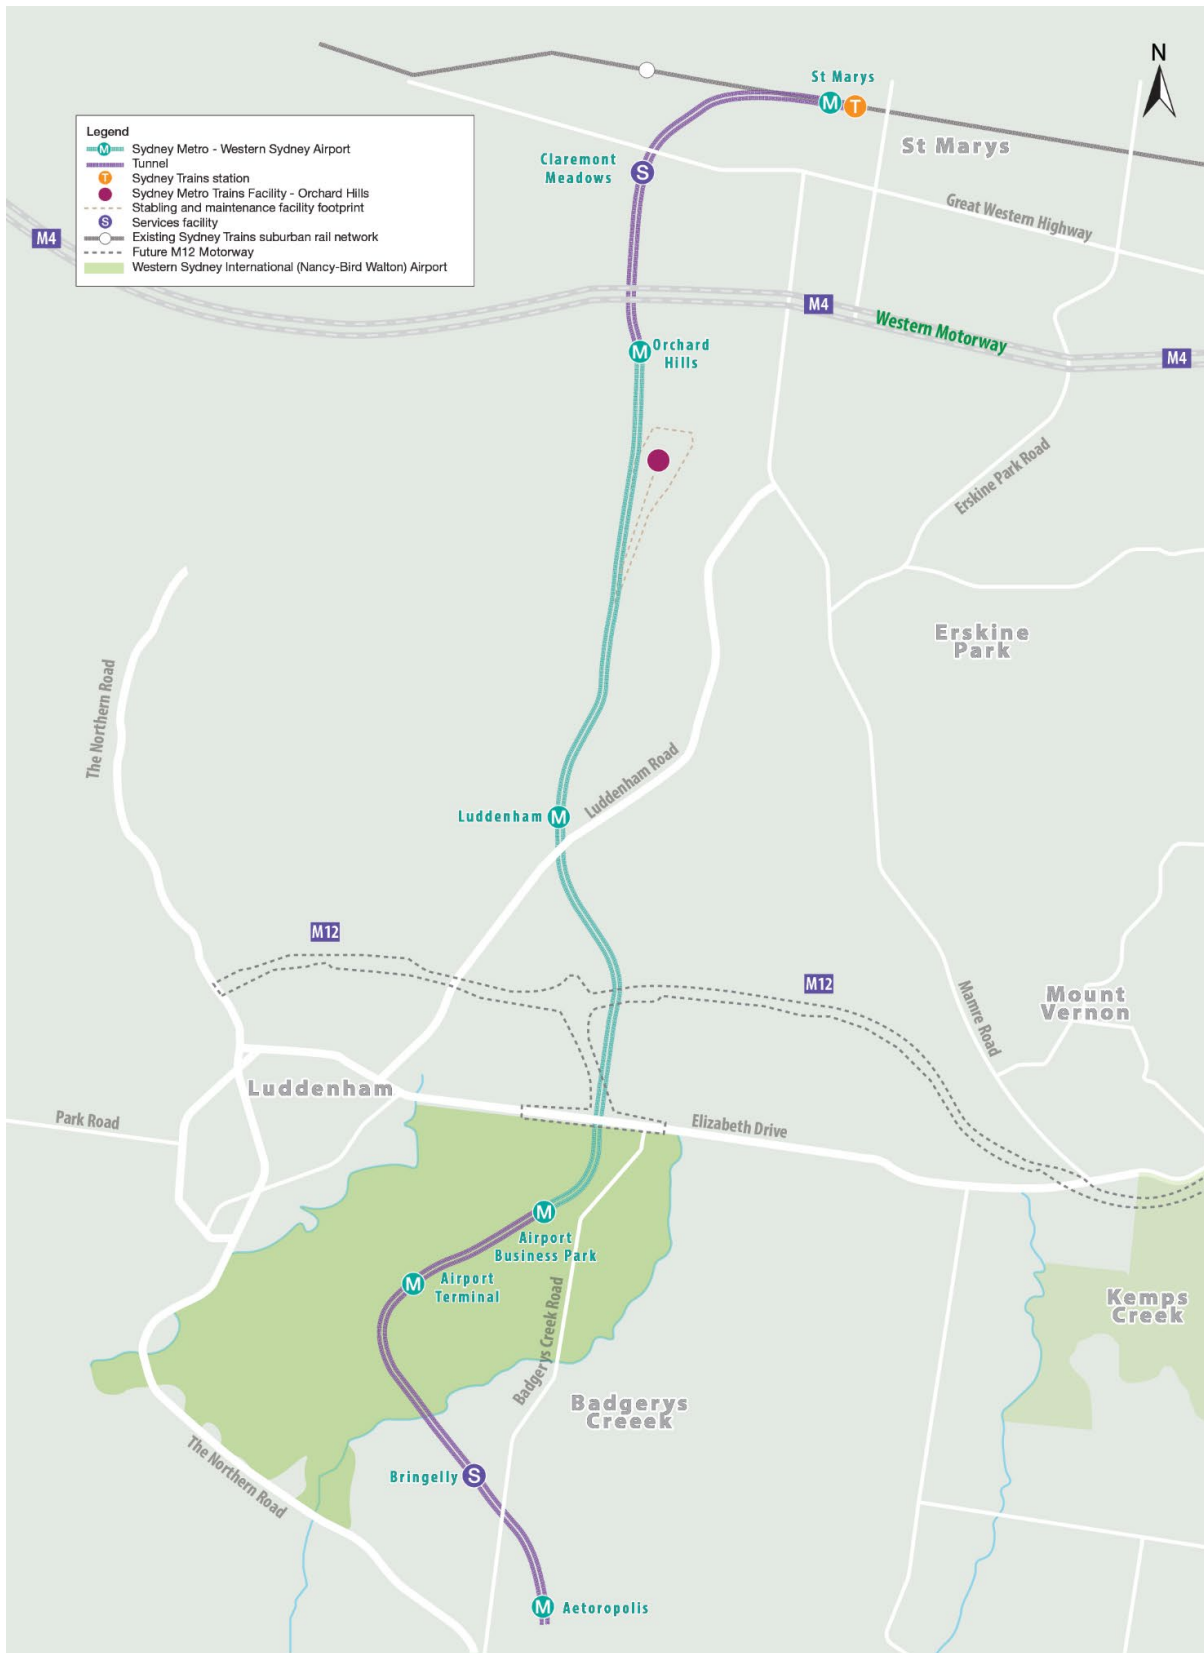 N
St Marys
M
T
St Marys
Legend
M Sydney Metro - Western Sydney Airport
Tunnel
T Sydney Trains station
Sydney Metro Trains Facility - Orchard Hills
Stabling and maintenance facility footprint
S Services facility
Existing Sydney Trains suburban rail network
Future M12 Motorway
Western Sydney International (Nancy-Bird Walton) Airport
Claremont
Meadows
S
Great Western Highway
M4
M4
Western Motorway
M4
M
Orchard
Hills
Erskine Park Road
Erskine
Park
The Northern Road
Luddenham Road
Luddenham
M
M12
M12
Mamre Road
Mount
Vernon
Luddenham
Park Road
Elizabeth Drive
M
Airport
Business Park
M
Airport
Terminal
Badgerys Creek Road
Kemps
Creek
Badgerys
Creeek
The Northern Road
Bringelly
S
M
Aetoropolis